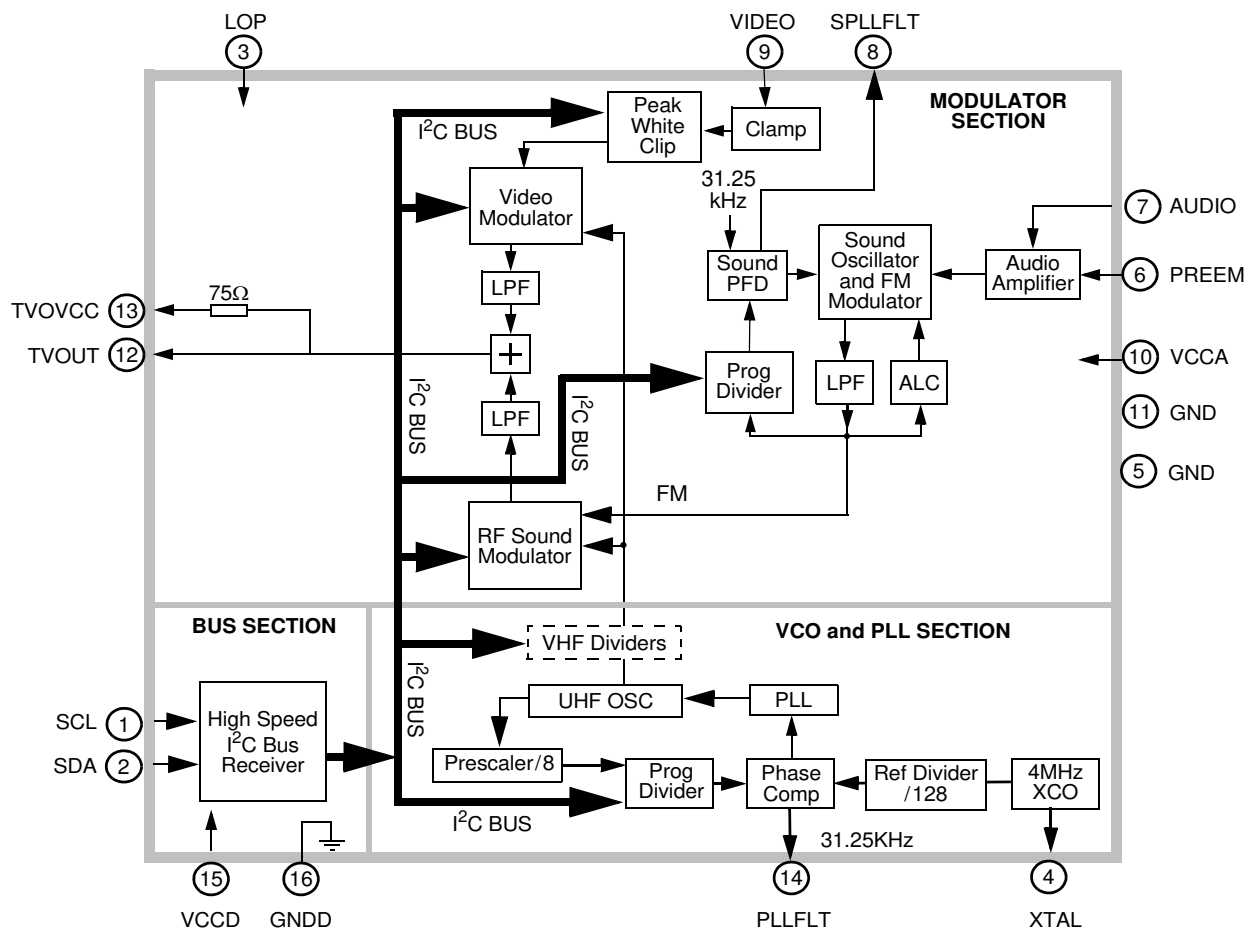 LOP
3
VIDEO
9
SPLLFLT
8
MODULATOR
SECTION
I²C BUS
Peak
White
Clip
Clamp
Video
Modulator
31.25
kHz
Sound
PFD
Sound
Oscillator
and FM
Modulator
Audio
Amplifier
7
AUDIO
6
PREEM
LPF
TVOVCC
13
75Ω
TVOUT
12
+
10
VCCA
Prog
Divider
LPF
ALC
LPF
11
GND
I²C BUS
I²C BUS
5
GND
FM
RF Sound
Modulator
BUS SECTION
VCO and PLL SECTION
VHF Dividers
I²C BUS
UHF OSC
PLL
SCL
1
SDA
2
High Speed
I²C Bus
Receiver
Prescaler/8
Prog
Divider
Phase
Comp
Ref Divider
/128
4MHz
XCO
I²C BUS
31.25KHz
15
VCCD
16
GNDD
14
PLLFLT
4
XTAL